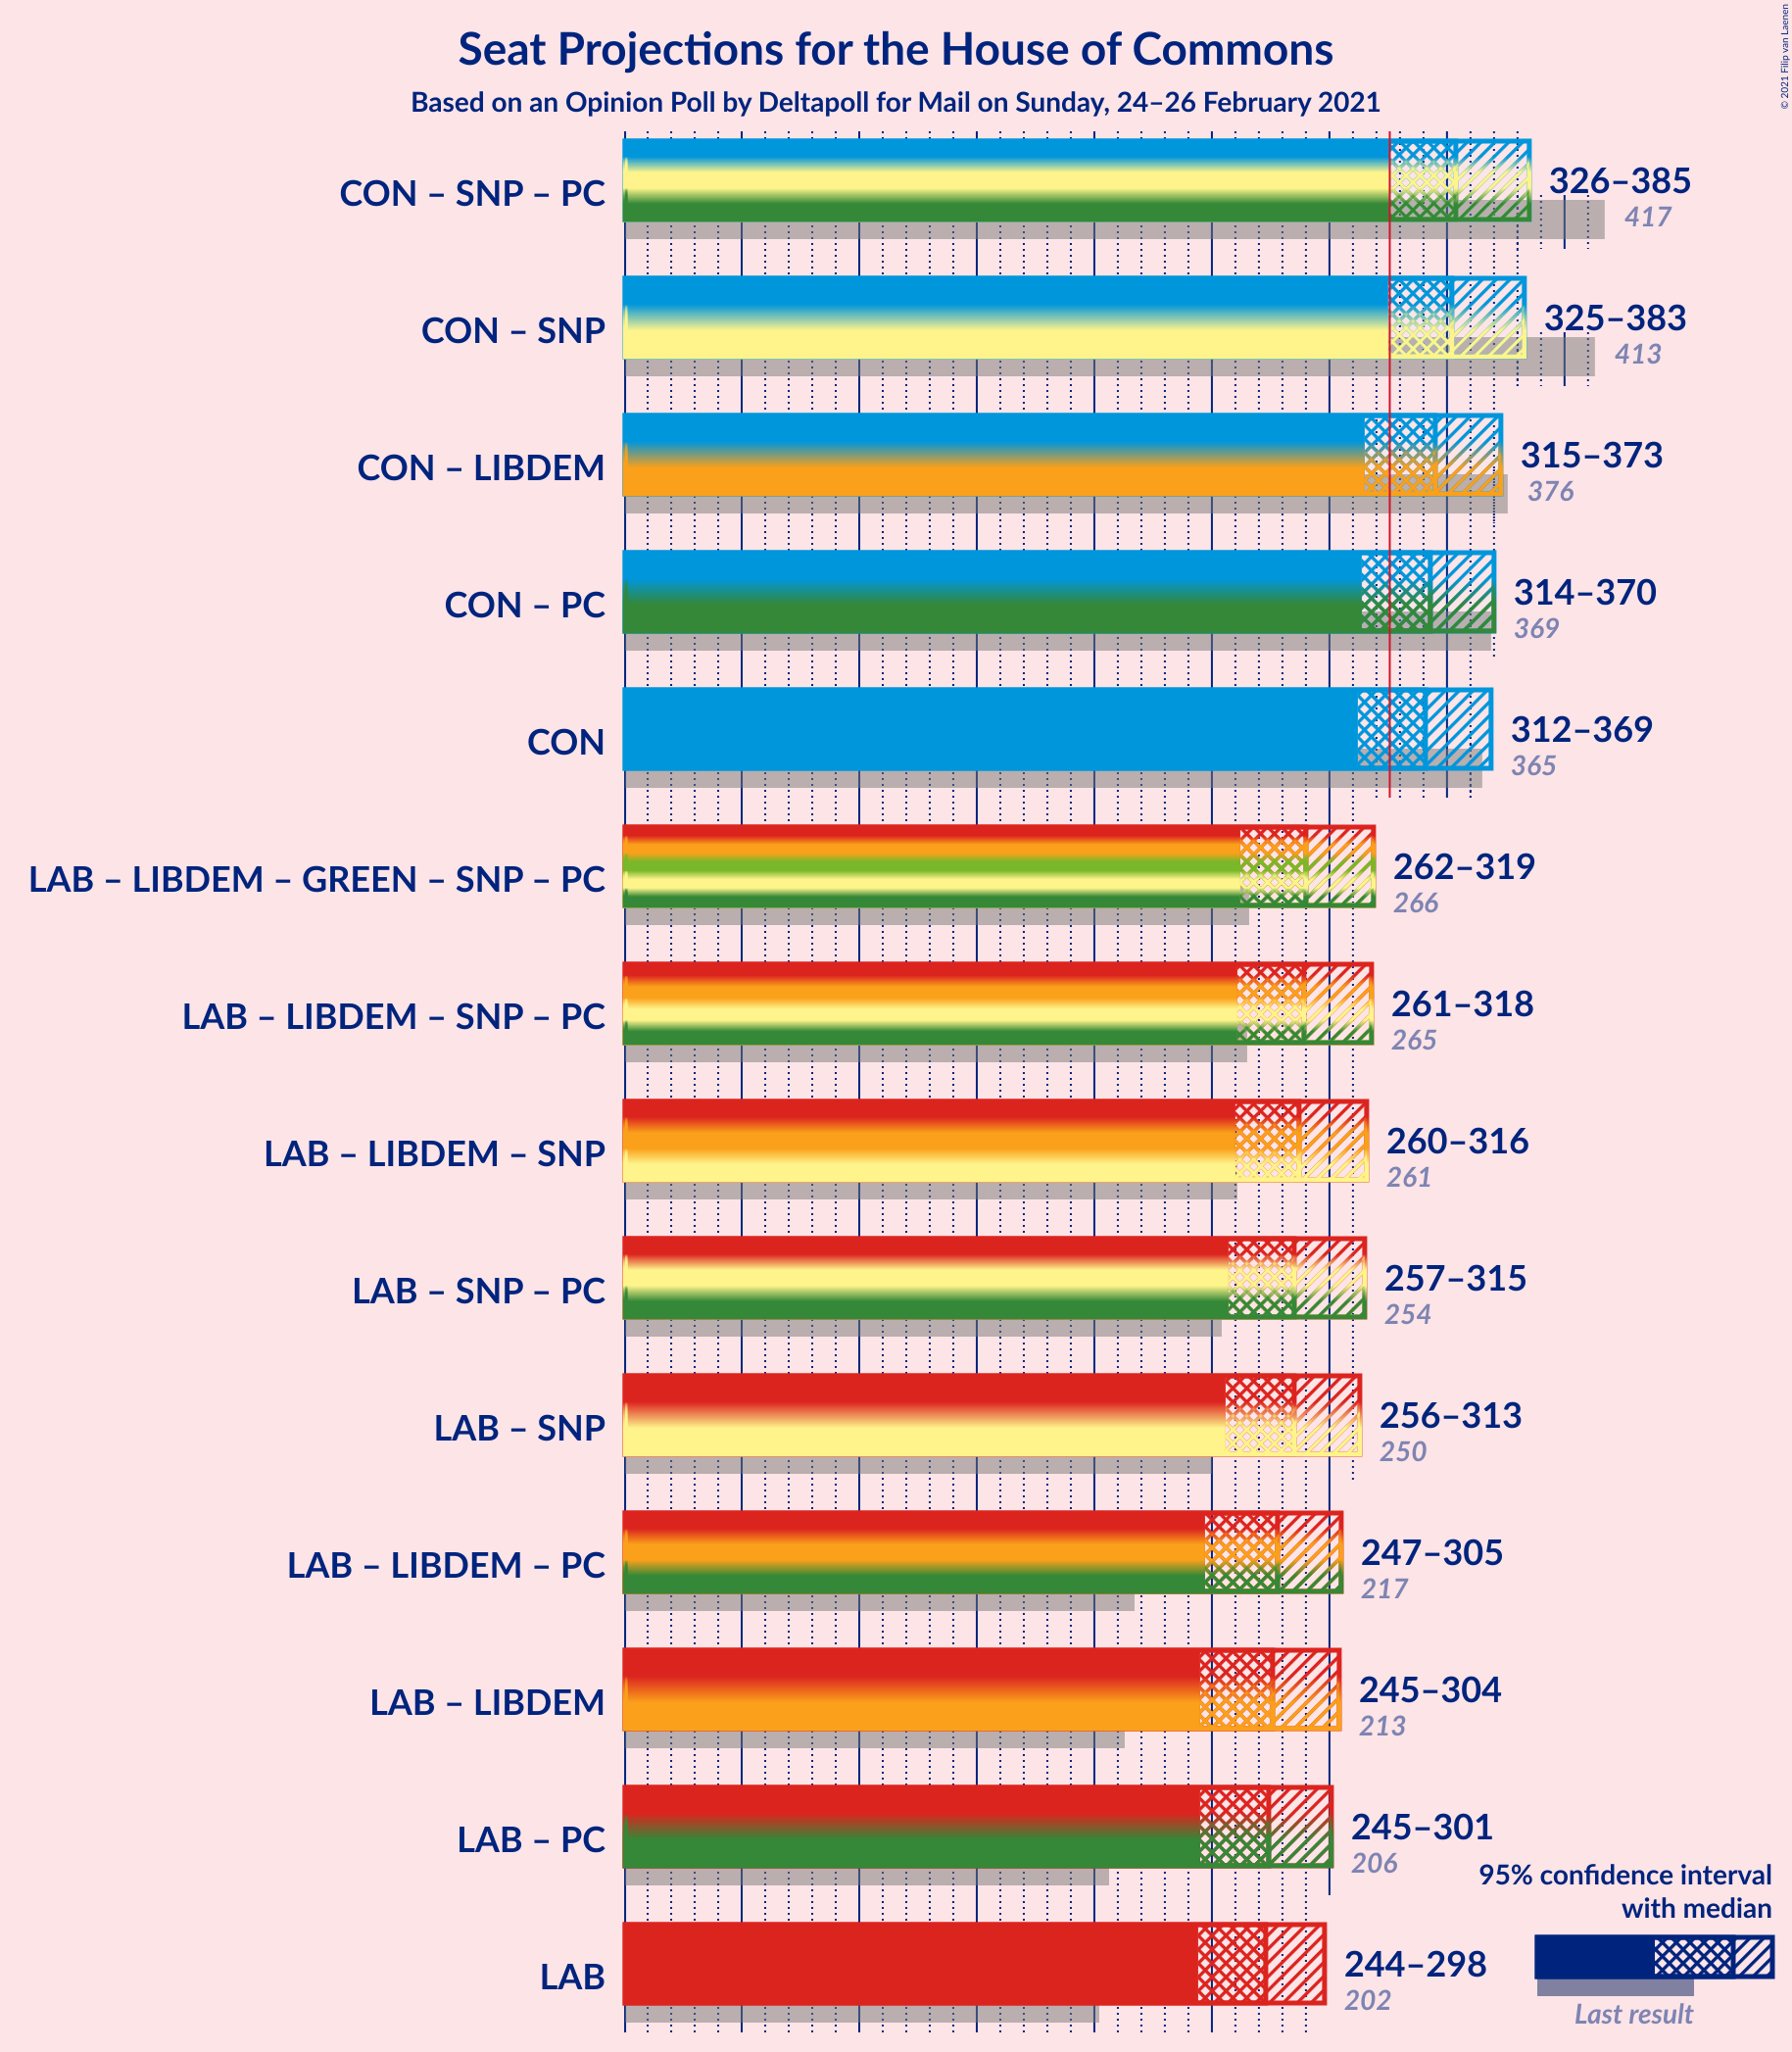 Seat Projections for the House of Commons
Based on an Opinion Poll by Deltapoll for Mail on Sunday, 24–26 February 2021
© 2021 Filip van Laenen
CON – SNP – PC
326–385
417
CON – SNP
325–383
413
CON – LIBDEM
315–373
376
CON – PC
314–370
369
CON
312–369
365
LAB – LIBDEM – GREEN – SNP – PC
262–319
266
LAB – LIBDEM – SNP – PC
261–318
265
LAB – LIBDEM – SNP
260–316
261
LAB – SNP – PC
257–315
254
LAB – SNP
256–313
250
LAB – LIBDEM – PC
247–305
217
LAB – LIBDEM
245–304
213
LAB – PC
245–301
206
LAB
244–298
202
95% confidence interval
with median
Last result